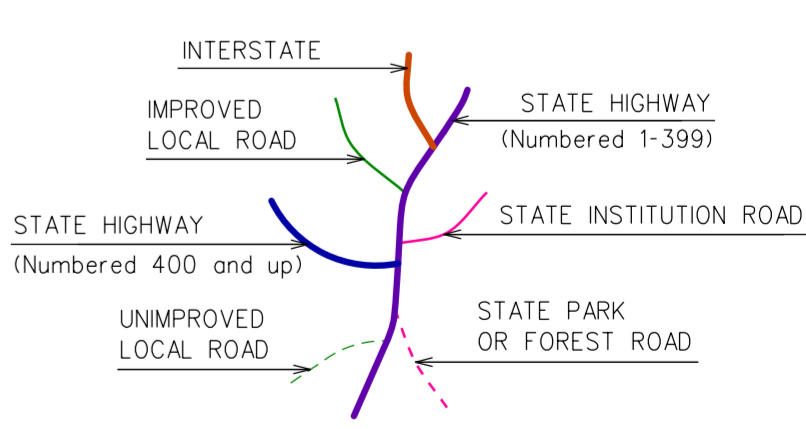 INTERSTATE
IMPROVED
LOCAL ROAD
STATE HIGHWAY
(Numbered 1-399)
STATE HIGHWAY
(Numbered 400 and up)
STATE INSTITUTION ROAD
UNIMPROVED
LOCAL ROAD
STATE PARK
OR FOREST ROAD